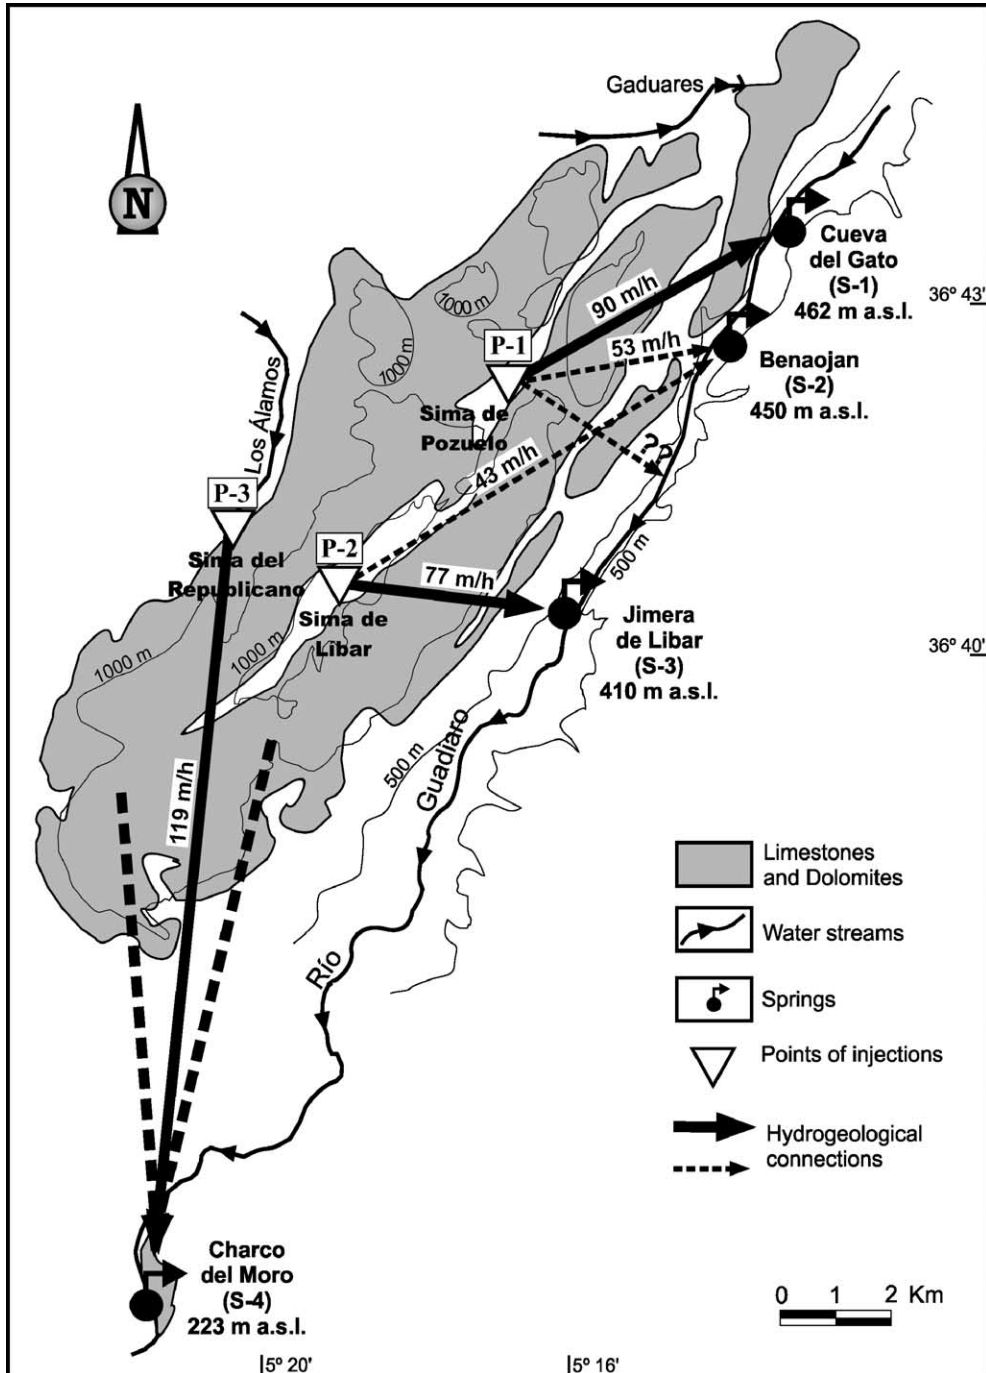 Gaduares
N
Cueva
del Gato
(S-1)
462 m a.s.l.
36º 43'
1000 m
90 m/h
1000 m
P-1
53 m/h
Benaojan
(S-2)
450 m a.s.l.
Los Álamos
Sima de
Pozuelo
??
43 m/h
P-3
P-2
500 m
Sima del
Republicano
77 m/h
Sima de
Libar
Jimera
de Libar
(S-3)
410 m a.s.l.
36º 40'
1000 m
1000 m
500 m
Guadiaro
119 m/h
Río
Limestones
and Dolomites
Water streams
Springs
Points of injections
Hydrogeological
connections
Charco
del Moro
(S-4)
223 m a.s.l.
0 1 2 Km
5º 20'
5º 16'